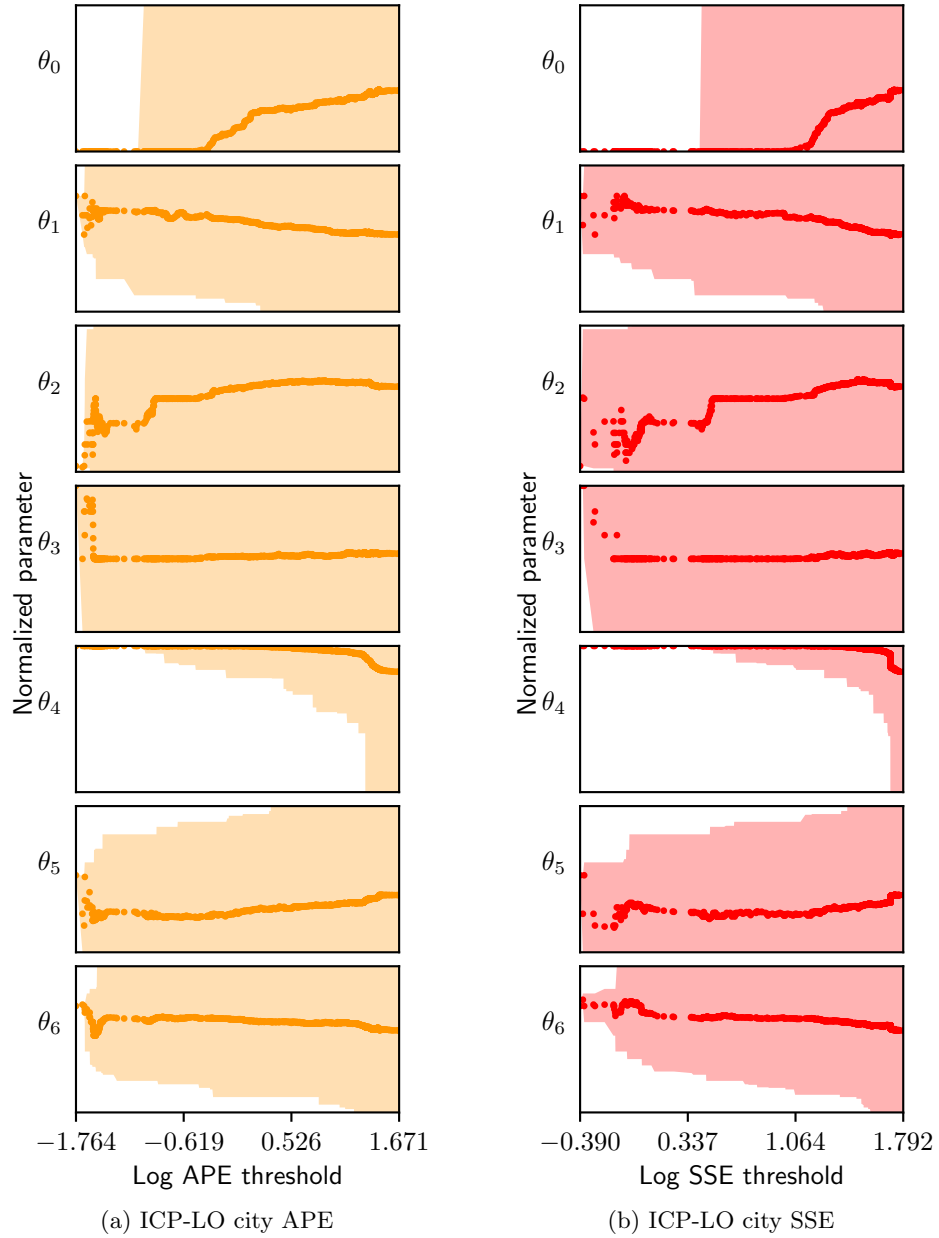 θ0
θ1
θ2
θ3
θ4
θ5
θ6
Normalized parameter
−1.764 −0.619 0.526 1.671
Log APE threshold
(a) ICP-LO city APE
θ0
θ1
θ2
θ3
θ4
θ5
θ6
Normalized parameter
−0.390 0.337 1.064 1.792
Log SSE threshold
(b) ICP-LO city SSE